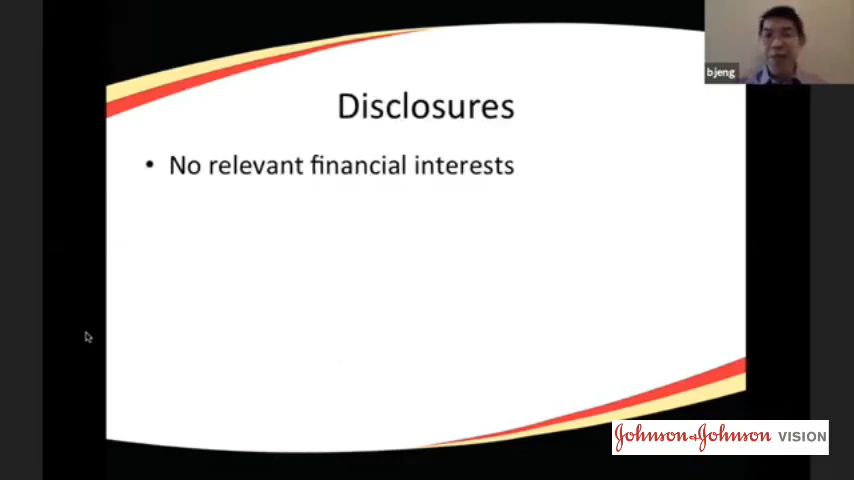 bjeng
Disclosures
• No relevant financial interests
Johnson & Johnson VISION